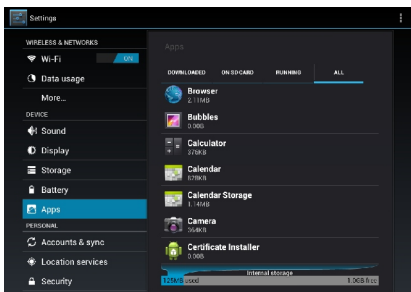 Settings
WIRELESS & NETWORKS
Wi-Fi ON
Data usage
More...
DEVICE
Sound
Display
Storage
Battery
Apps
PERSONAL
Accounts & sync
Location services
Security
Apps
DOWNLOADED ON SD CARD RUNNING ALL
Browser
2.11MB
Bubbles
0.00B
Calculator
376KB
Calendar
Calendar Storage
1.14MB
Camera
564KB
Certificate Installer
0.00B
Internal storage
125MB used 1.0GB free